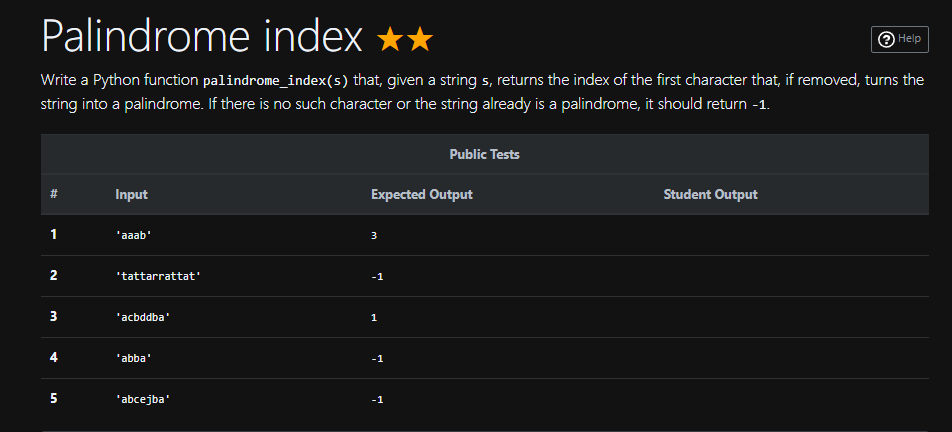 Palindrome index ★★
Help
Write a Python function palindrome_index(s) that, given a string s, returns the index of the first character that, if removed, turns the
string into a palindrome. If there is no such character or the string already is a palindrome, it should return -1.
Public Tests
# Input Expected Output Student Output
1 'aaab' 3
2 'tattarrattat' -1
3 'acbddba' 1
4 'abba' -1
5 'abcejba' -1